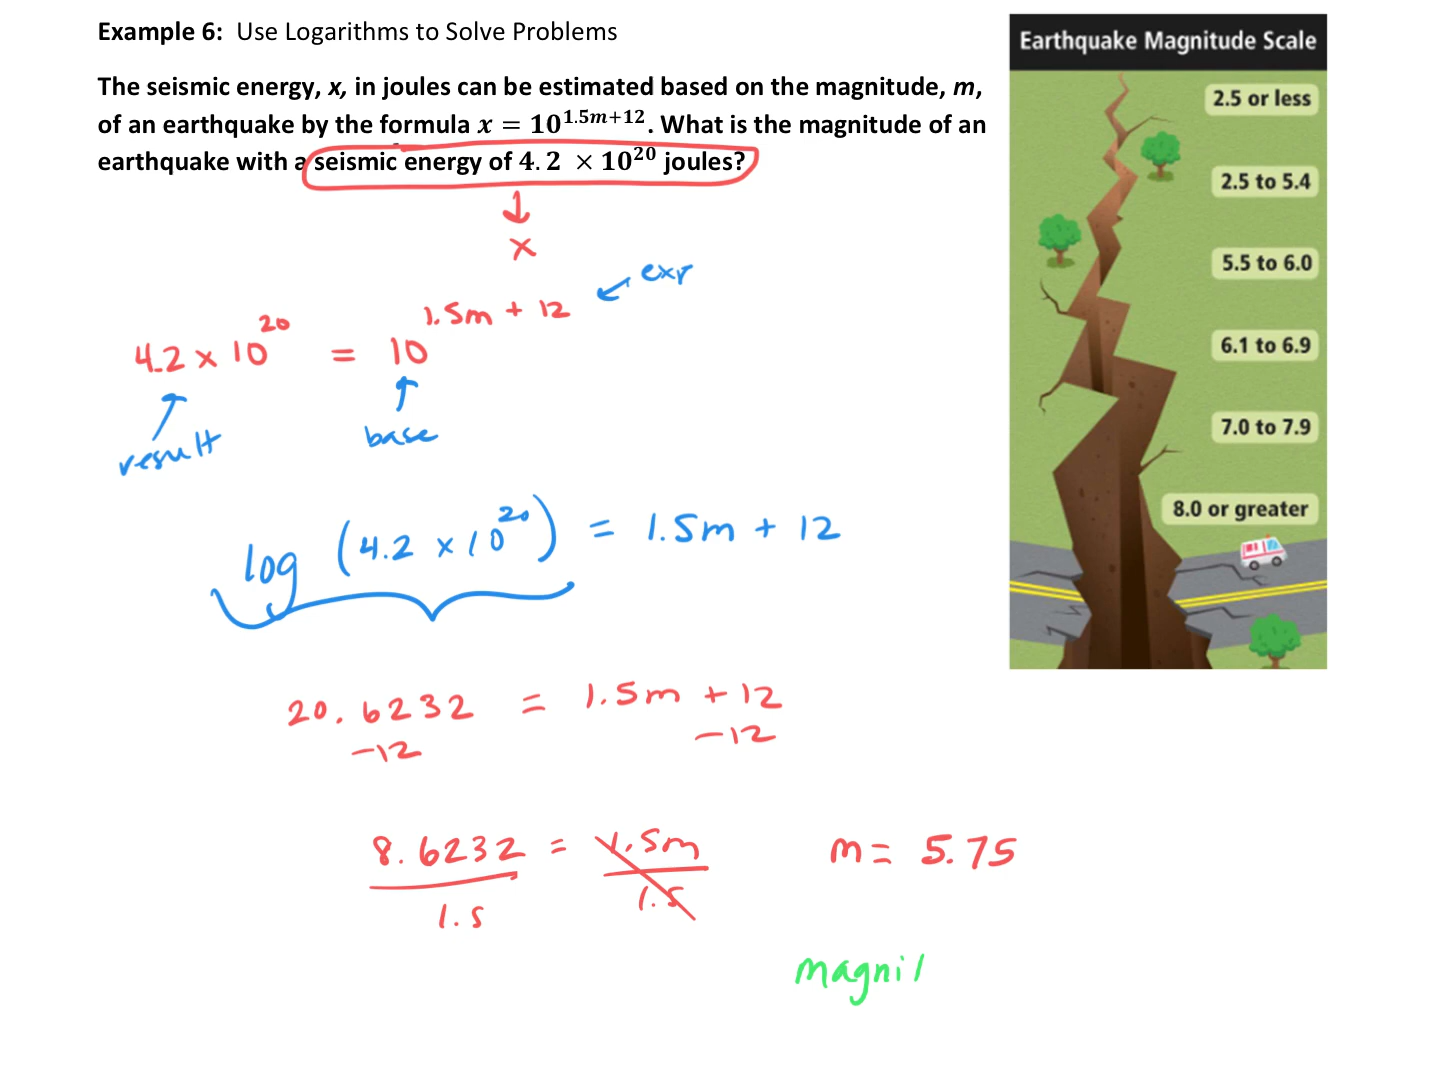 Example 6: Use Logarithms to Solve Problems
The seismic energy, x, in joules can be estimated based on the magnitude, m,
of an earthquake by the formula x = 10^{1.5m+12}. What is the magnitude of an
earthquake with a seismic energy of 4.2 × 10^{20} joules?
x
exp
4.2 × 10^{20} = 10^{1.5m + 12}
result
base
log (4.2 × 10^{20}) = 1.5m + 12
20.6232 = 1.5m + 12
-12 -12
8.6232 = 1.5m m = 5.75
1.5 1.5
Earthquake Magnitude Scale
2.5 or less
2.5 to 5.4
5.5 to 6.0
6.1 to 6.9
7.0 to 7.9
8.0 or greater